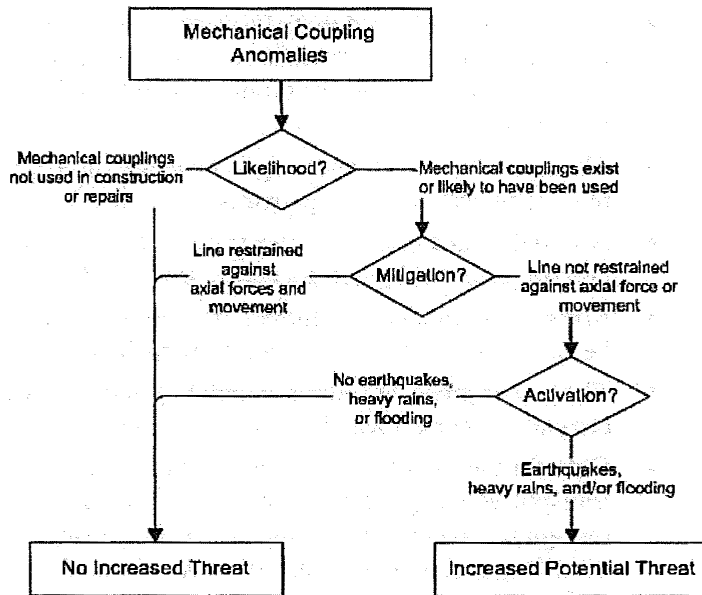 Mechanical Coupling
Anomalies
Likelihood?
Mechanical couplings
not used in construction
or repairs
Mechanical couplings exist
or likely to have been used
Mitigation?
Line restrained
against
axial forces and
movement
Line not restrained
against axial force or
movement
Activation?
No earthquakes,
heavy rains,
or flooding
Earthquakes,
heavy rains, and/or flooding
No Increased Threat
Increased Potential Threat